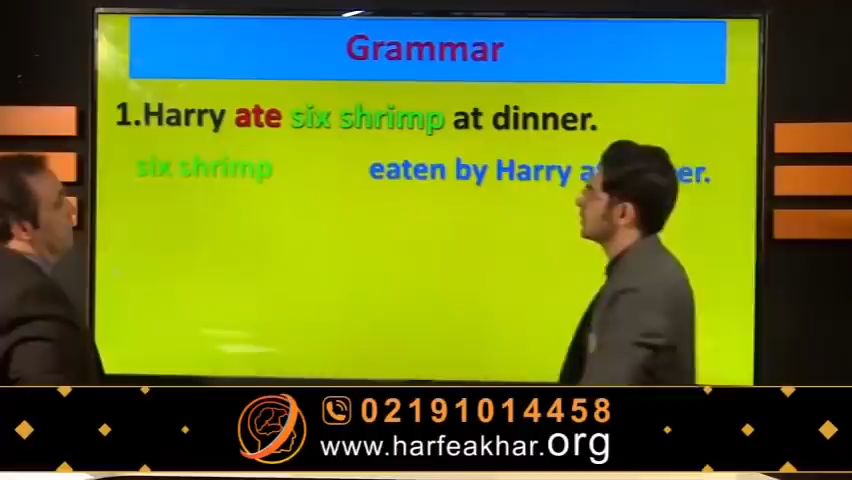 Grammar
1.Harry ate six shrimp at dinner.
six shrimp eaten by Harry
02191014458
www.harfeakhar.org